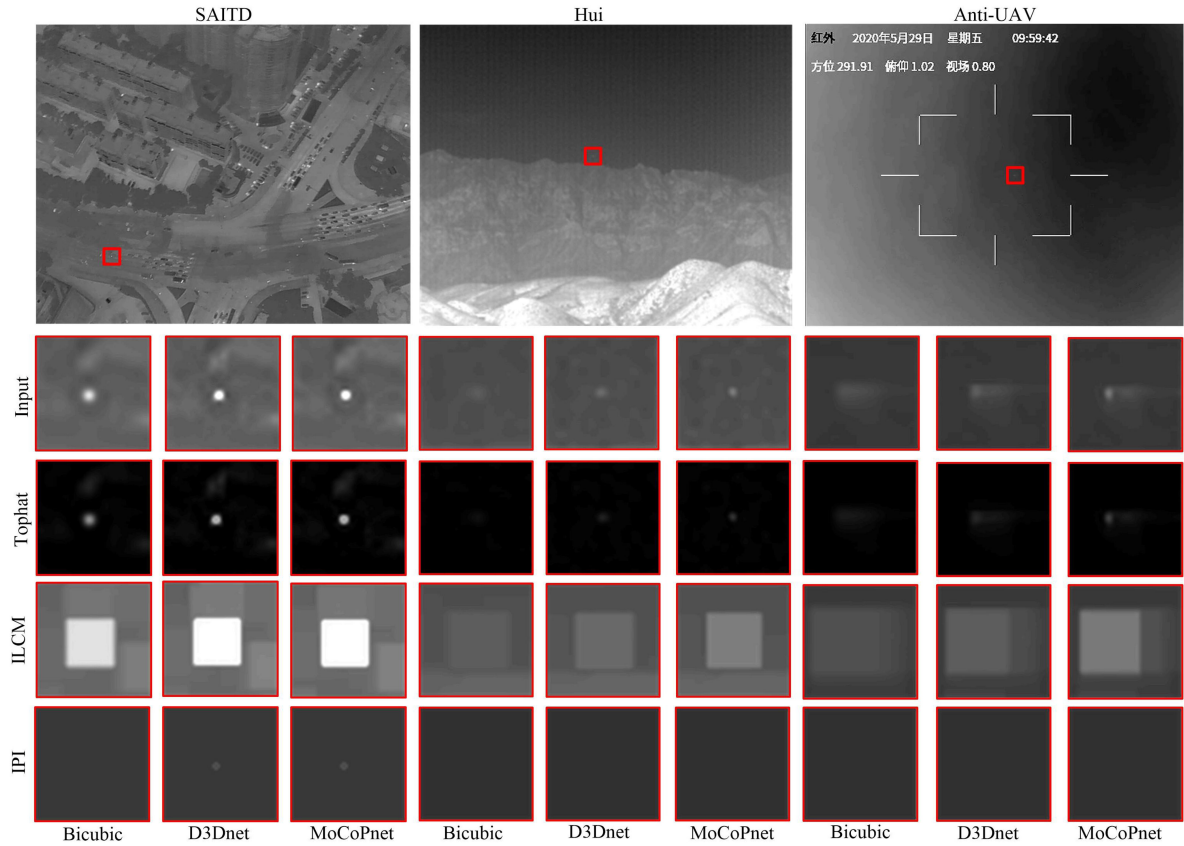 SAITD Hui Anti-UAV
红外 2020年5月29日 星期五 09:59:42
方位 291.91 俯仰 1.02 视场 0.80
Input
Tophat
ILCM
IPI
Bicubic D3Dnet MoCoPnet Bicubic D3Dnet MoCoPnet Bicubic D3Dnet MoCoPnet